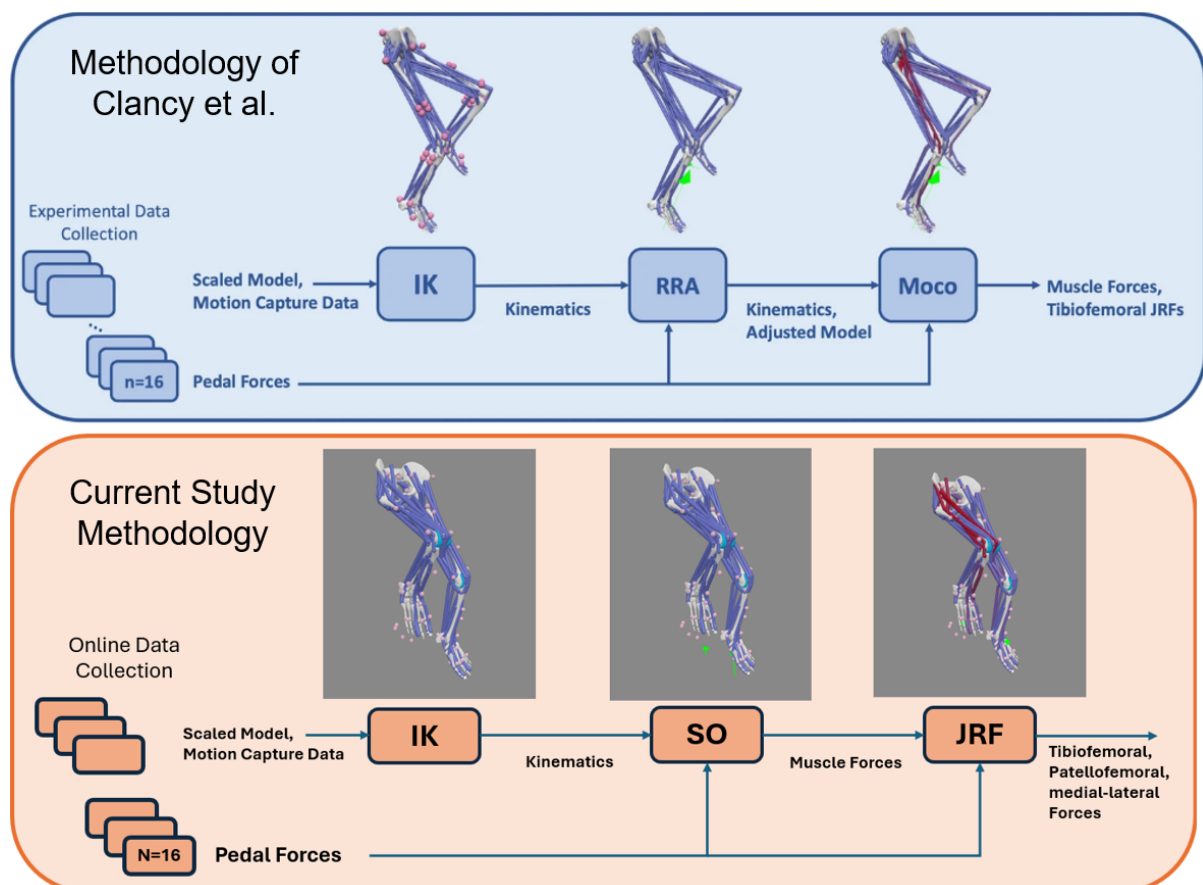 Methodology of
Clancy et al.
Experimental Data
Collection
Scaled Model,
Motion Capture Data
IK
Kinematics
RRA
Kinematics,
Adjusted Model
Moco
Muscle Forces,
Tibiofemoral JRFs
n=16
Pedal Forces
Current Study
Methodology
Online Data
Collection
Scaled Model,
Motion Capture Data
IK
Kinematics
SO
Muscle Forces
JRF
Tibiofemoral,
Patellofemoral,
medial-lateral
Forces
N=16
Pedal Forces